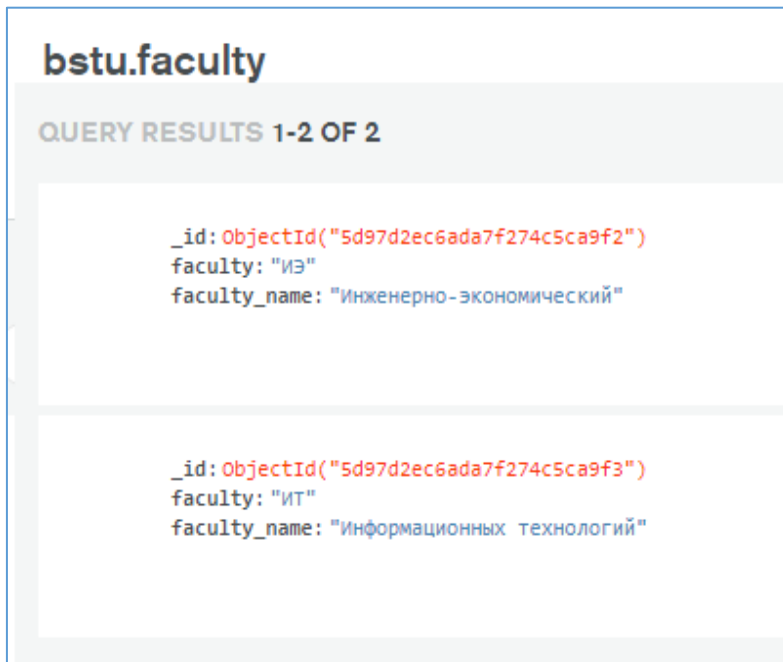 bstu.faculty
QUERY RESULTS 1-2 OF 2
_id: ObjectId("5d97d2ec6ada7f274c5ca9f2")
faculty: "ИЭ"
faculty_name: "Инженерно-экономический"
_id: ObjectId("5d97d2ec6ada7f274c5ca9f3")
faculty: "ИТ"
faculty_name: "Информационных технологий"